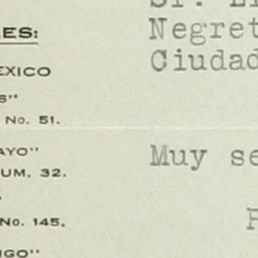 ES:
Negret
EXICO
Ciudad
S"
No. 51.
AYO"
Muy se
UM, 32.
No. 145,
GO"